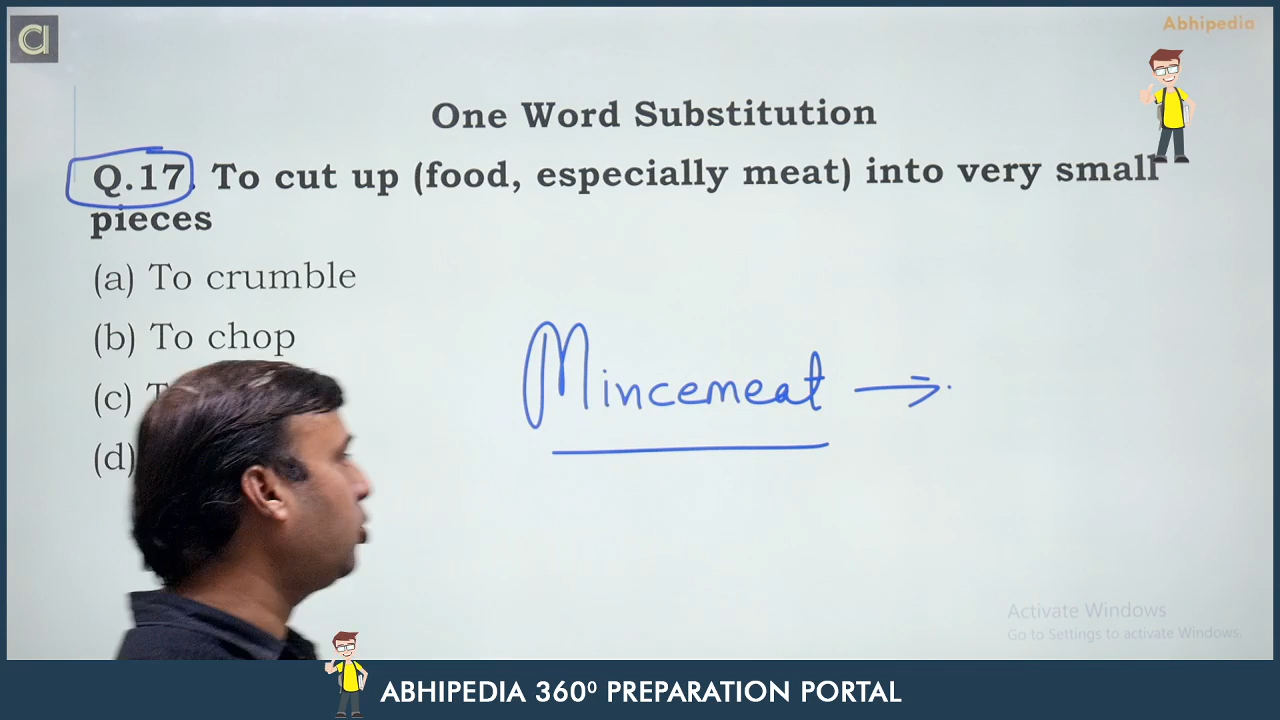 Abhipedia
One Word Substitution
Q.17. To cut up (food, especially meat) into very small
pieces
(a) To crumble
(b) To chop
(c) T
(d)
Mincemeat →
Activate Windows
Go to Settings to activate Windows.
ABHIPEDIA 360⁰ PREPARATION PORTAL